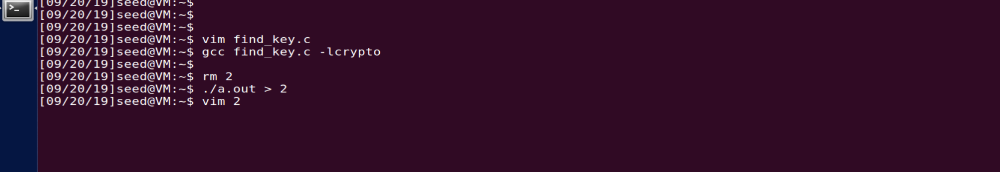 [09/20/19]seed@VM:~$
[09/20/19]seed@VM:~$
[09/20/19]seed@VM:~$
[09/20/19]seed@VM:~$ vim find_key.c
[09/20/19]seed@VM:~$ gcc find_key.c -lcrypto
[09/20/19]seed@VM:~$
[09/20/19]seed@VM:~$ rm 2
[09/20/19]seed@VM:~$ ./a.out > 2
[09/20/19]seed@VM:~$ vim 2